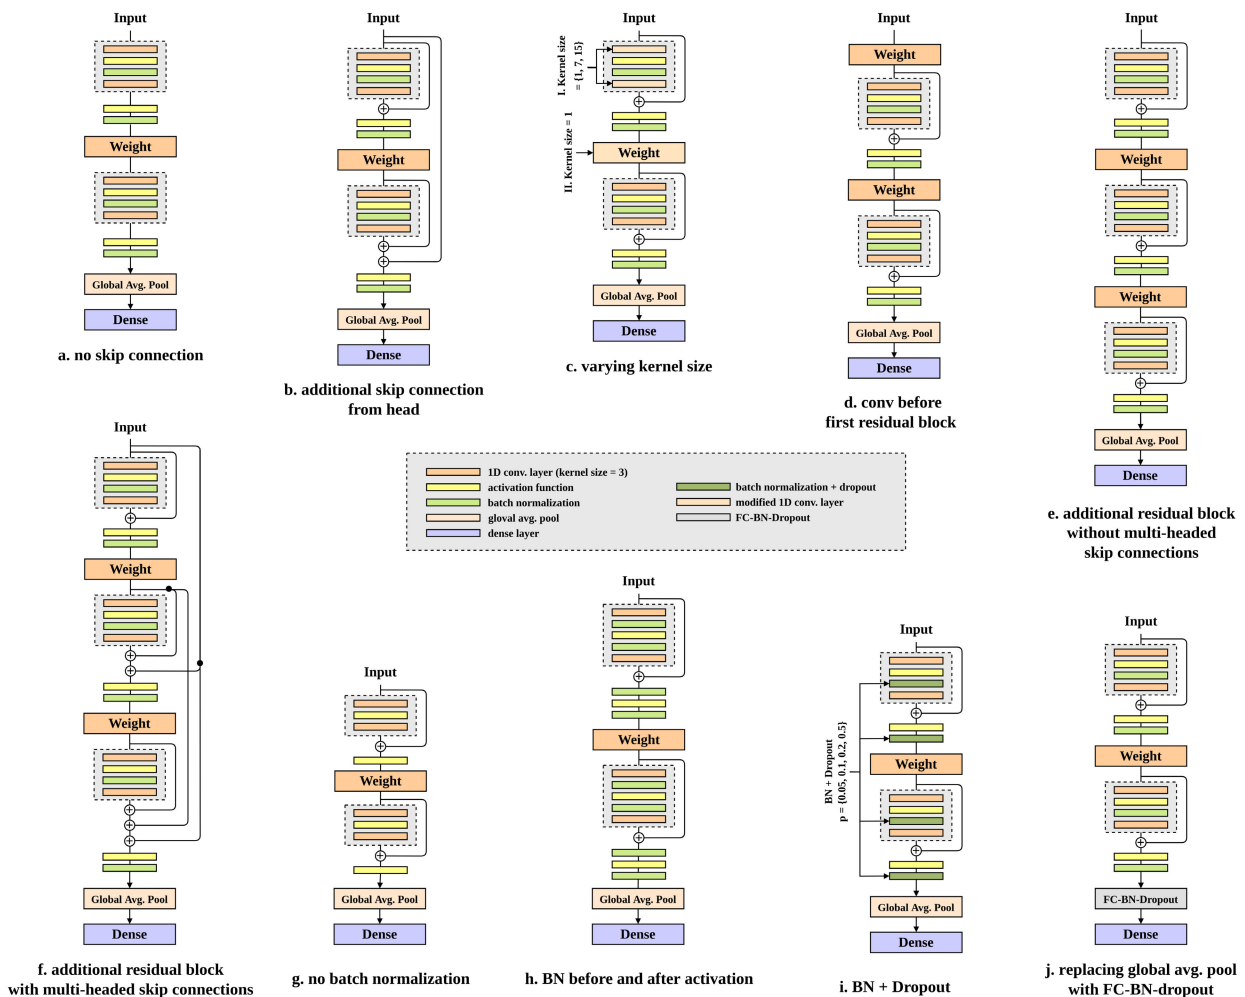 Input
Weight
Global Avg. Pool
Dense
a. no skip connection
Input
Weight
Global Avg. Pool
Dense
b. additional skip connection
from head
Input
I. Kernel size
= {1, 7, 15}
II. Kernel size = 1
Weight
Global Avg. Pool
Dense
c. varying kernel size
Input
Weight
Weight
Global Avg. Pool
Dense
d. conv before
first residual block
Input
Weight
Weight
Global Avg. Pool
Dense
e. additional residual block
without multi-headed
skip connections
1D conv. layer (kernel size = 3)
activation function
batch normalization
gloval avg. pool
dense layer
batch normalization + dropout
modified 1D conv. layer
FC-BN-Dropout
Input
Weight
Weight
Global Avg. Pool
Dense
f. additional residual block
with multi-headed skip connections
Input
Weight
Global Avg. Pool
Dense
g. no batch normalization
Input
Weight
Global Avg. Pool
Dense
h. BN before and after activation
Input
BN + Dropout
p = {0.05, 0.1, 0.2, 0.5}
Weight
Global Avg. Pool
Dense
i. BN + Dropout
Input
Weight
FC-BN-Dropout
Dense
j. replacing global avg. pool
with FC-BN-dropout